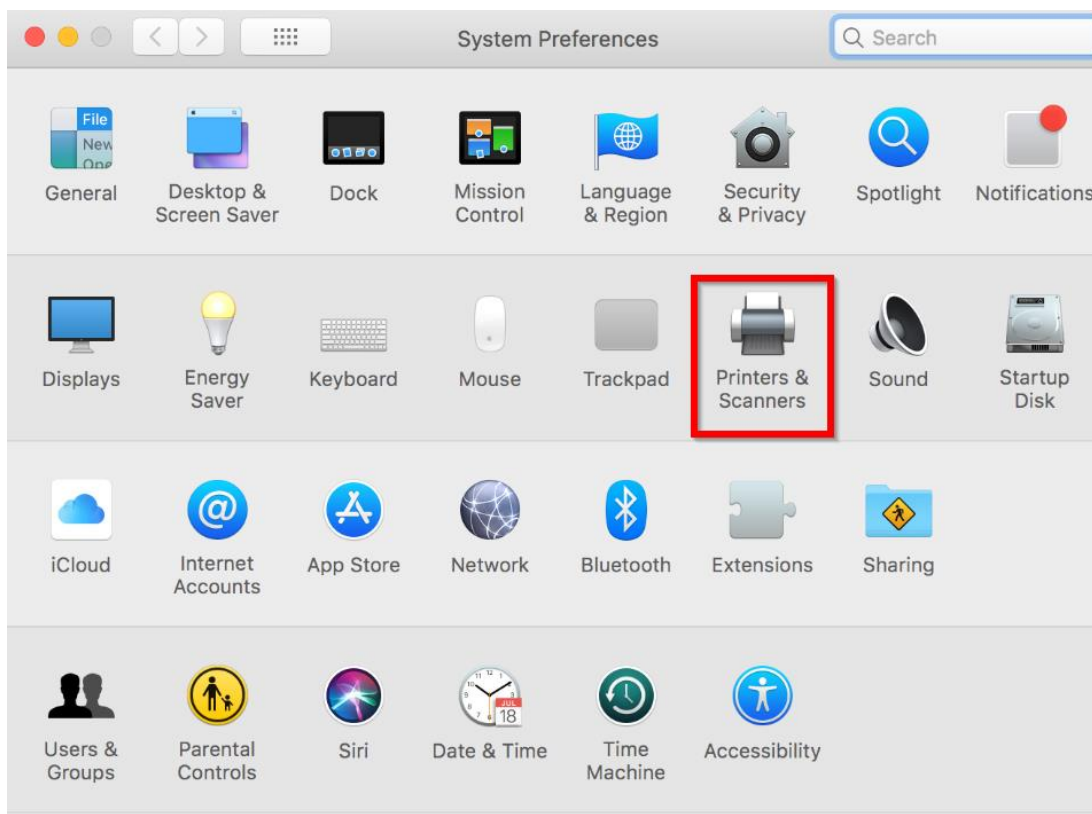 System Preferences
Search
File
New
One
General
Desktop &
Screen Saver
Dock
Mission
Control
Language
& Region
Security
& Privacy
Spotlight
Notifications
Displays
Energy
Saver
Keyboard
Mouse
Trackpad
Printers &
Scanners
Sound
Startup
Disk
iCloud
@
Internet
Accounts
App Store
Network
Bluetooth
Extensions
Sharing
JUL
18
Users &
Groups
Parental
Controls
Siri
Date & Time
Time
Machine
Accessibility